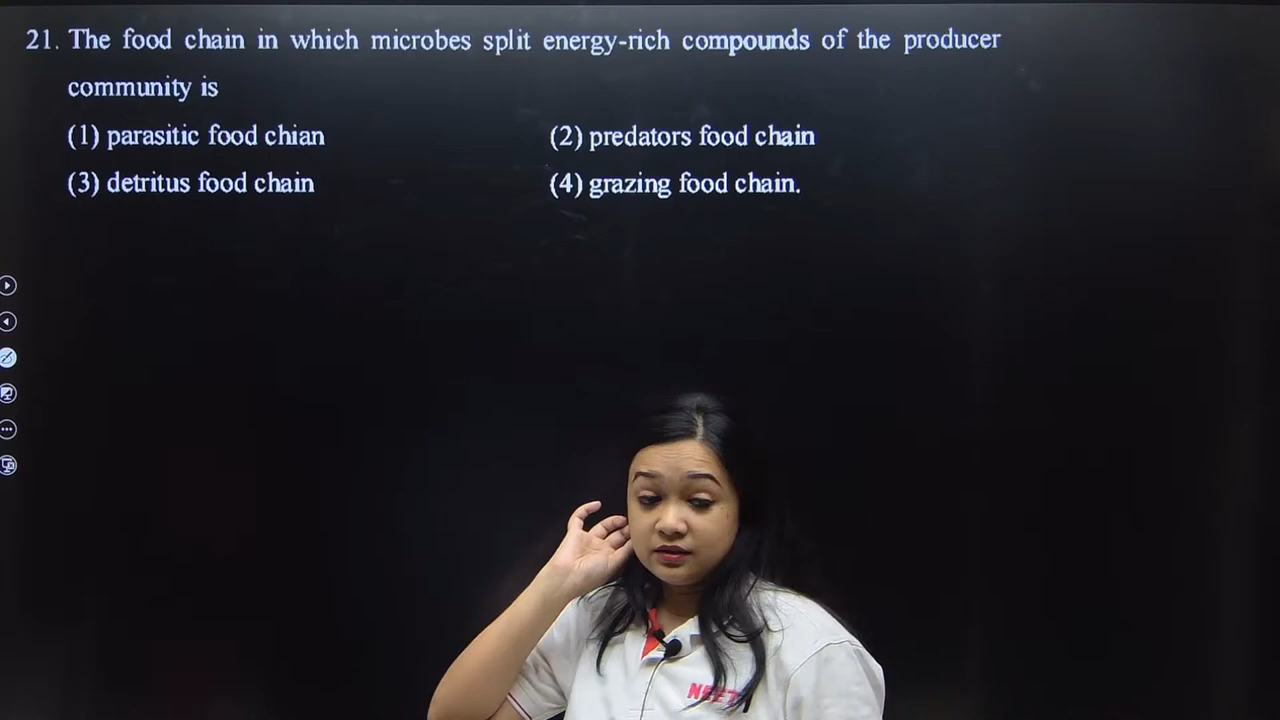 21. The food chain in which microbes split energy-rich compounds of the producer
community is
(1) parasitic food chian
(2) predators food chain
(3) detritus food chain
(4) grazing food chain.
NEET